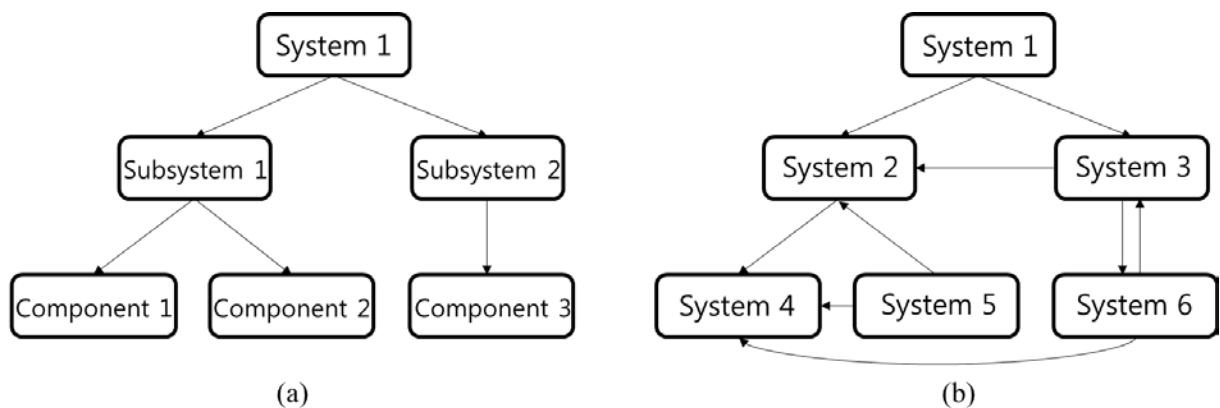 System 1
Subsystem 1
Subsystem 2
Component 1
Component 2
Component 3
(a)
System 1
System 2
System 3
System 4
System 5
System 6
(b)